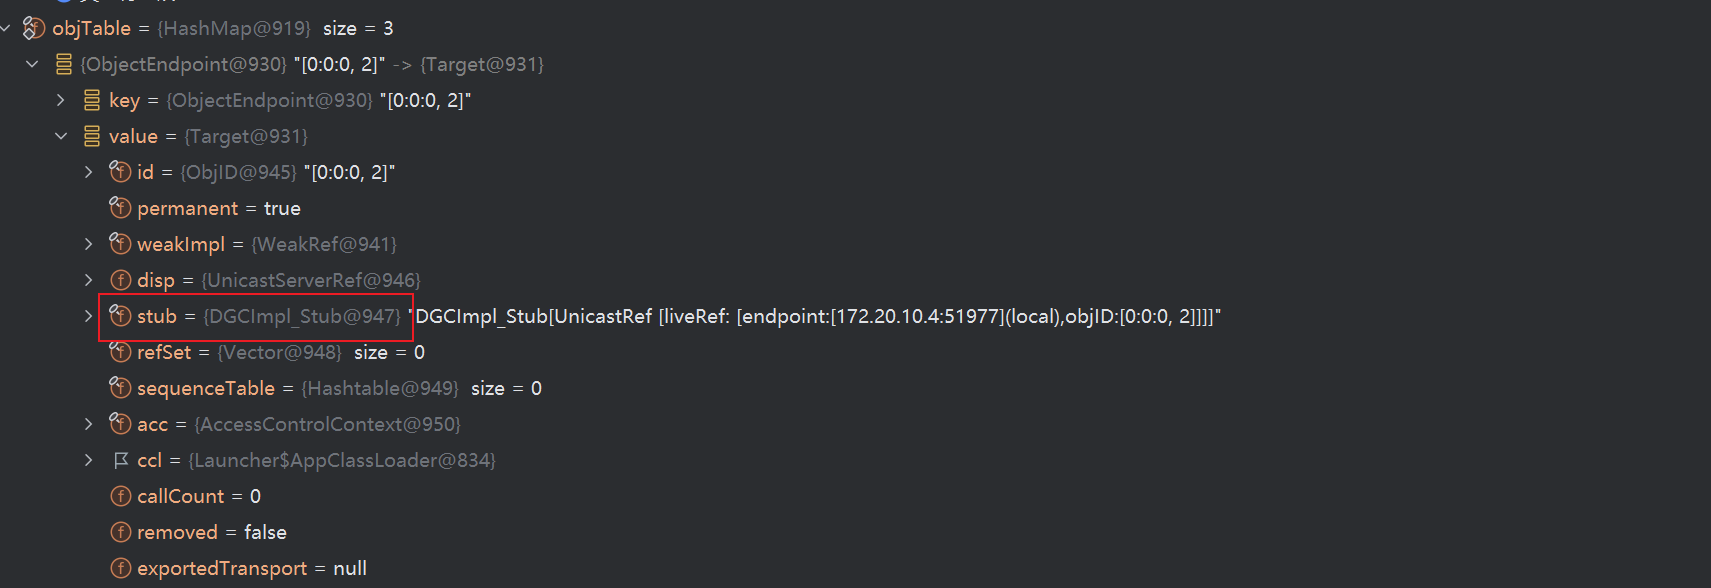 objTable = {HashMap@919} size = 3
{ObjectEndpoint@930} "[0:0:0, 2]" -> {Target@931}
key = {ObjectEndpoint@930} "[0:0:0, 2]"
value = {Target@931}
id = {ObjID@945} "[0:0:0, 2]"
permanent = true
weakImpl = {WeakRef@941}
disp = {UnicastServerRef@946}
stub = {DGCImpl_Stub@947} "DGCImpl_Stub[UnicastRef [liveRef: [endpoint:[172.20.10.4:51977](local),objID:[0:0:0, 2]]]]"
refSet = {Vector@948} size = 0
sequenceTable = {Hashtable@949} size = 0
acc = {AccessControlContext@950}
ccl = {Launcher$AppClassLoader@834}
callCount = 0
removed = false
exportedTransport = null